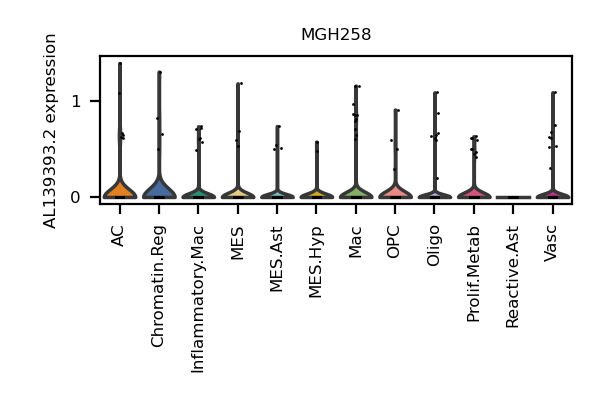 MGH258
AL139393.2 expression
1
0
AC
Chromatin.Reg
Inflammatory.Mac
MES
MES.Ast
MES.Hyp
Mac
OPC
Oligo
Prolif.Metab
Reactive.Ast
Vasc